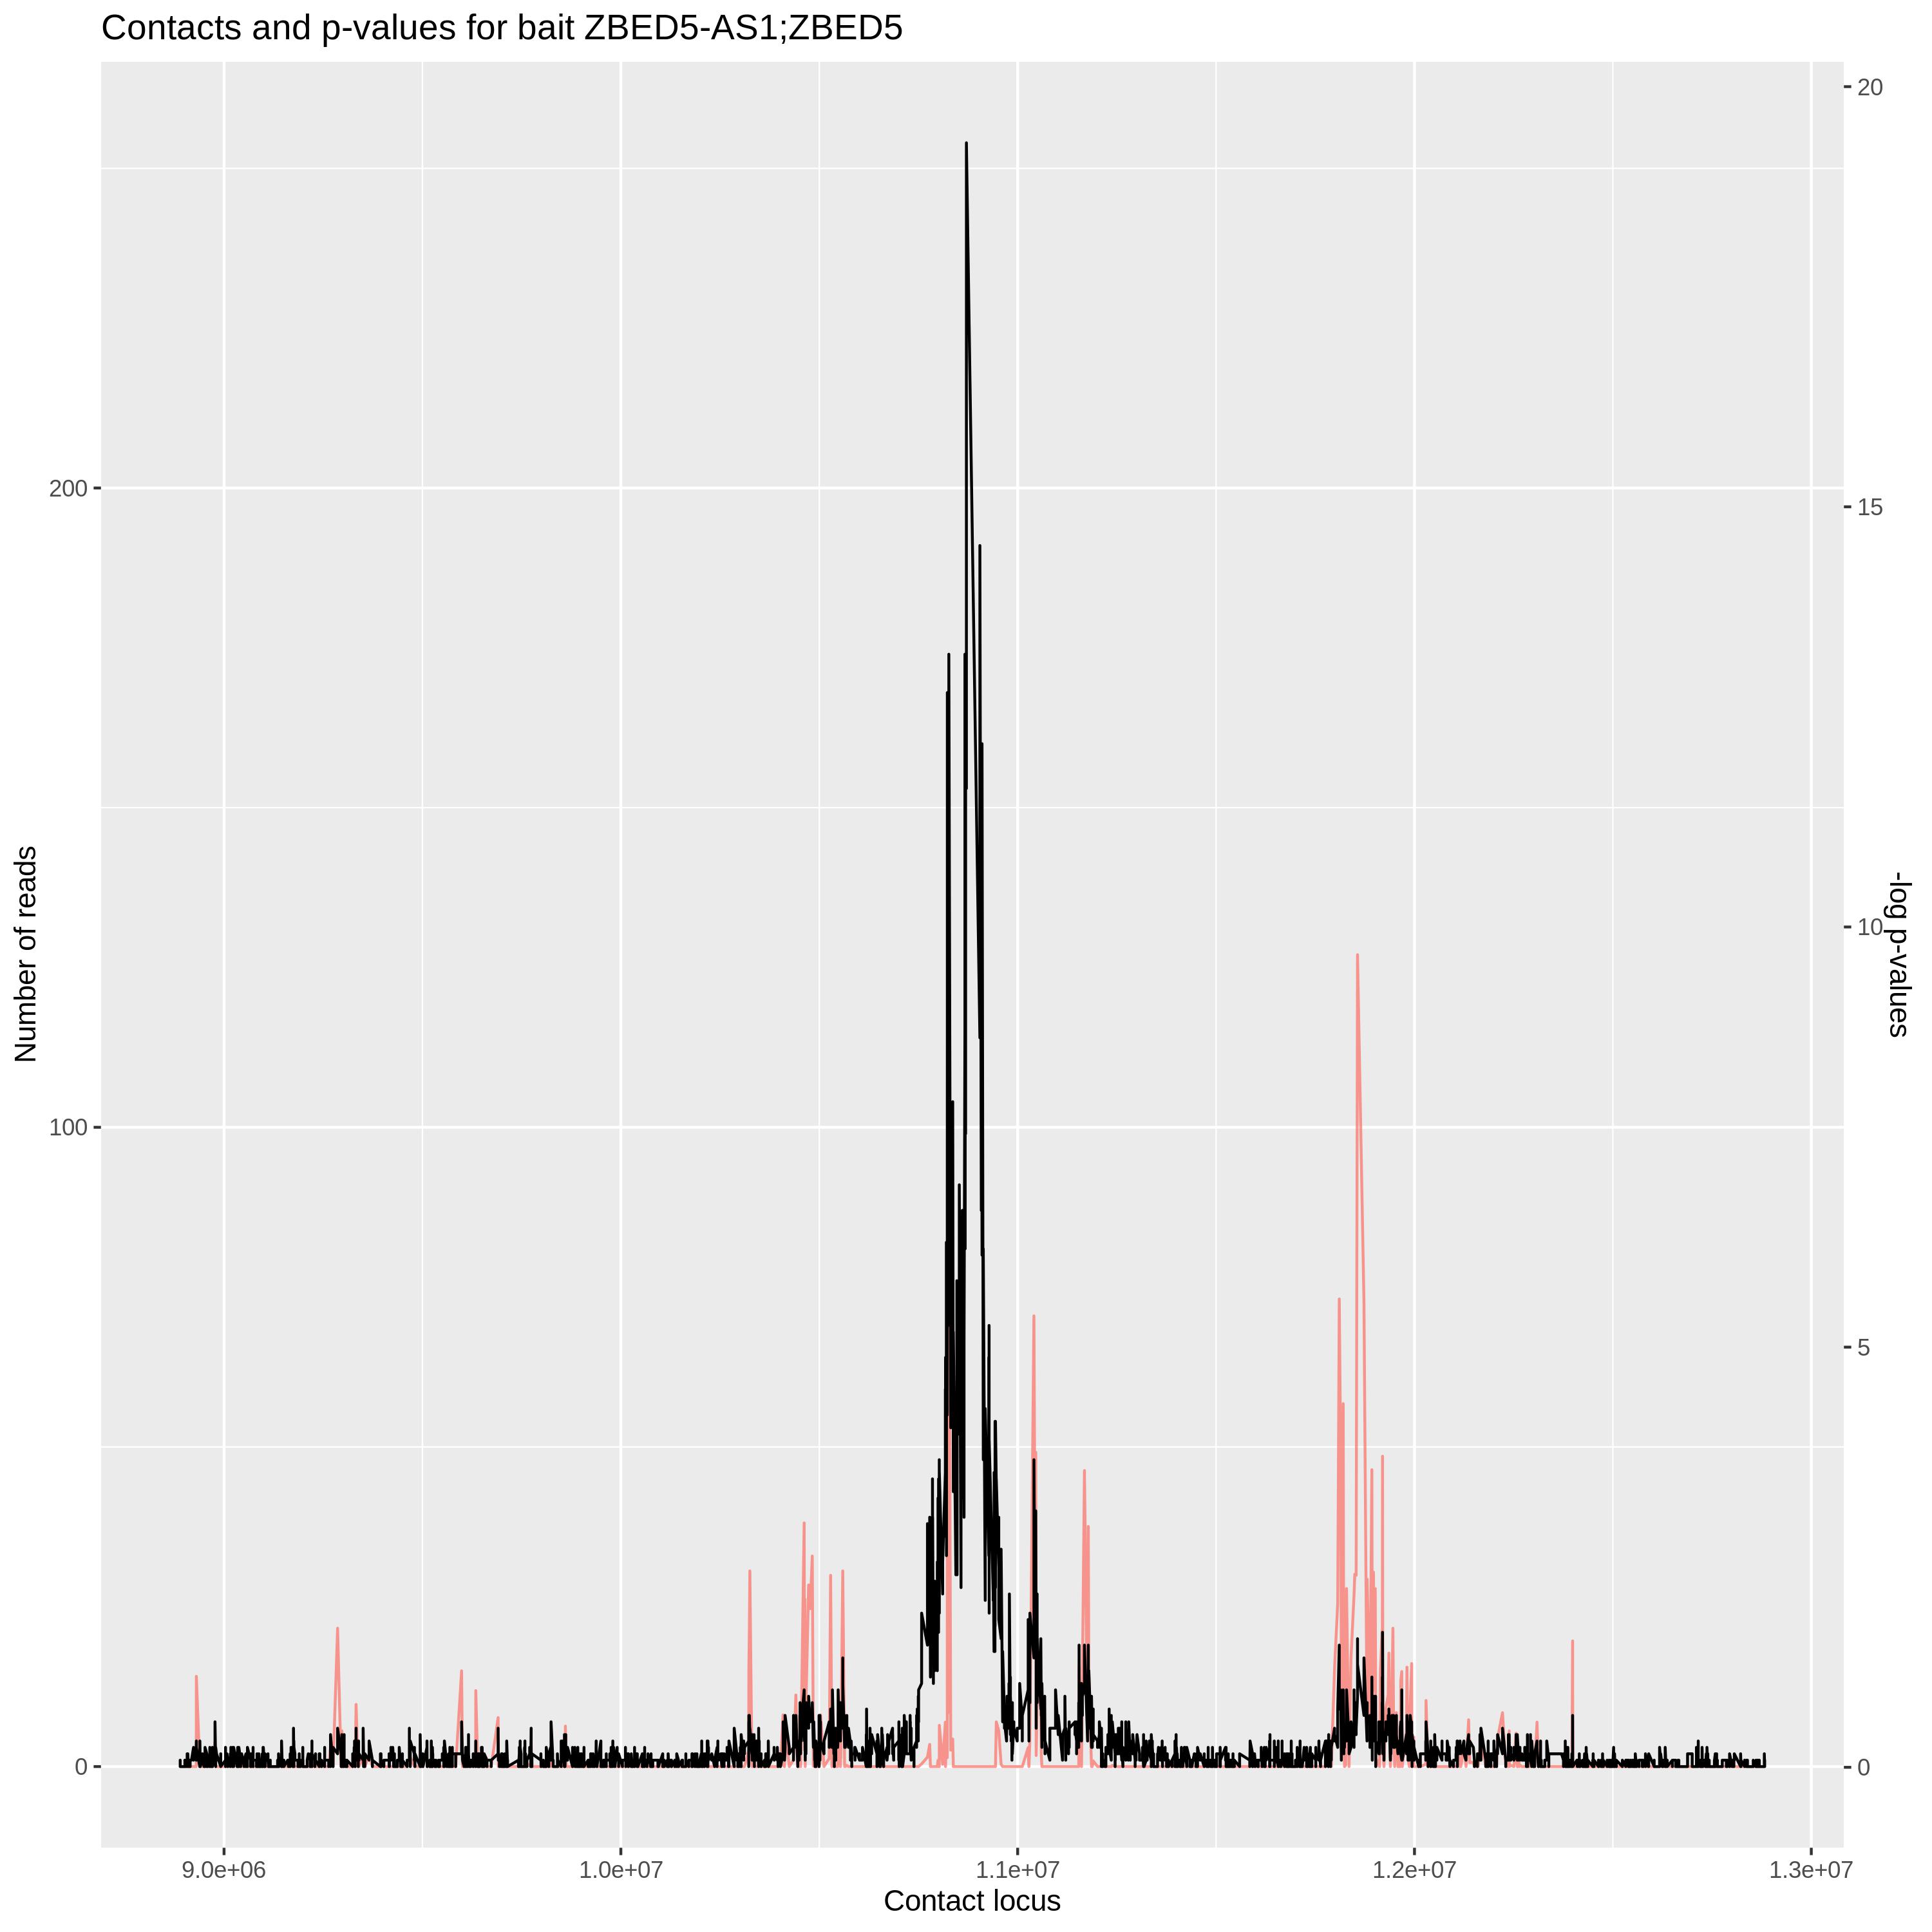 Contacts and p-values for bait ZBED5-AS1;ZBED5
20
200
15
Number of reads
-log p-values
10
100
5
0
0
9.0e+06
1.0e+07
1.1e+07
1.2e+07
1.3e+07
Contact locus